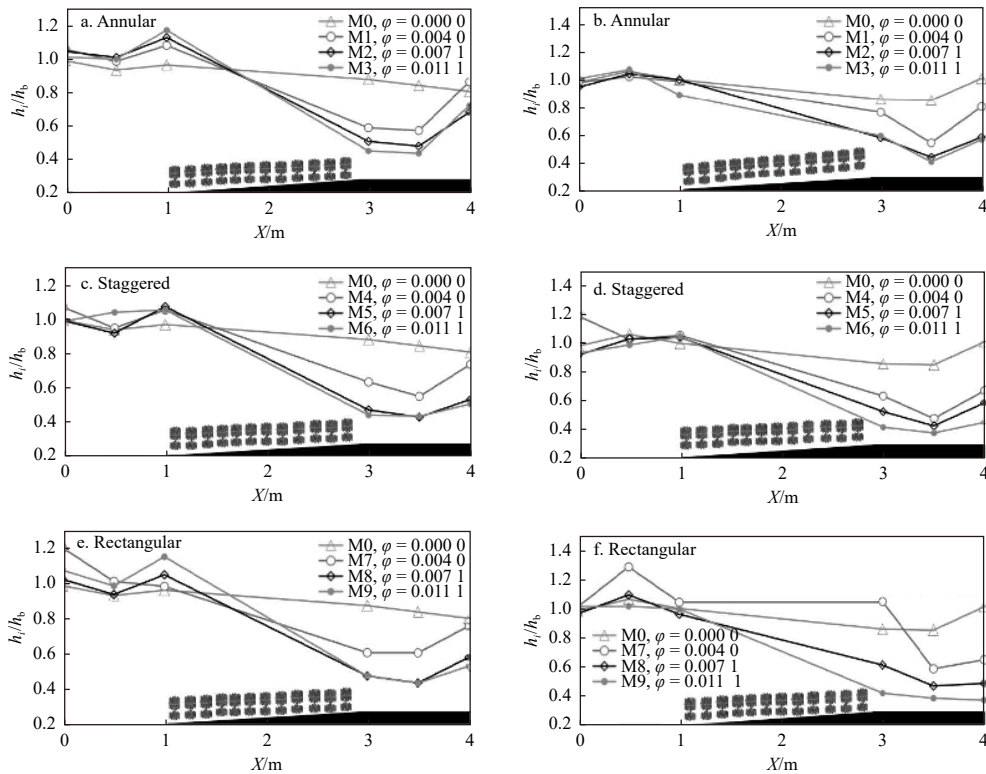 a. Annular
M0, φ = 0.000 0
M1, φ = 0.004 0
M2, φ = 0.007 1
M3, φ = 0.011 1
1.2
1.0
0.8
0.6
0.4
0.2
hᵢ/h_b
0 1 2 3 4
X/m
b. Annular
M0, φ = 0.000 0
M1, φ = 0.004 0
M2, φ = 0.007 1
M3, φ = 0.011 1
1.4
1.2
1.0
0.8
0.6
0.4
0.2
hᵢ/h_b
0 1 2 3 4
X/m
c. Staggered
M0, φ = 0.000 0
M4, φ = 0.004 0
M5, φ = 0.007 1
M6, φ = 0.011 1
1.2
1.0
0.8
0.6
0.4
0.2
hᵢ/h_b
0 1 2 3 4
X/m
d. Staggered
M0, φ = 0.000 0
M4, φ = 0.004 0
M5, φ = 0.007 1
M6, φ = 0.011 1
1.4
1.2
1.0
0.8
0.6
0.4
0.2
hᵢ/h_b
0 1 2 3 4
X/m
e. Rectangular
M0, φ = 0.000 0
M7, φ = 0.004 0
M8, φ = 0.007 1
M9, φ = 0.011 1
1.2
1.0
0.8
0.6
0.4
0.2
hᵢ/h_b
0 1 2 3 4
X/m
f. Rectangular
1.4
1.2
1.0
0.8
0.6
0.4
0.2
hᵢ/h_b
M0, φ = 0.000 0
M7, φ = 0.004 0
M8, φ = 0.007 1
M9, φ = 0.011 1
0 1 2 3 4
X/m